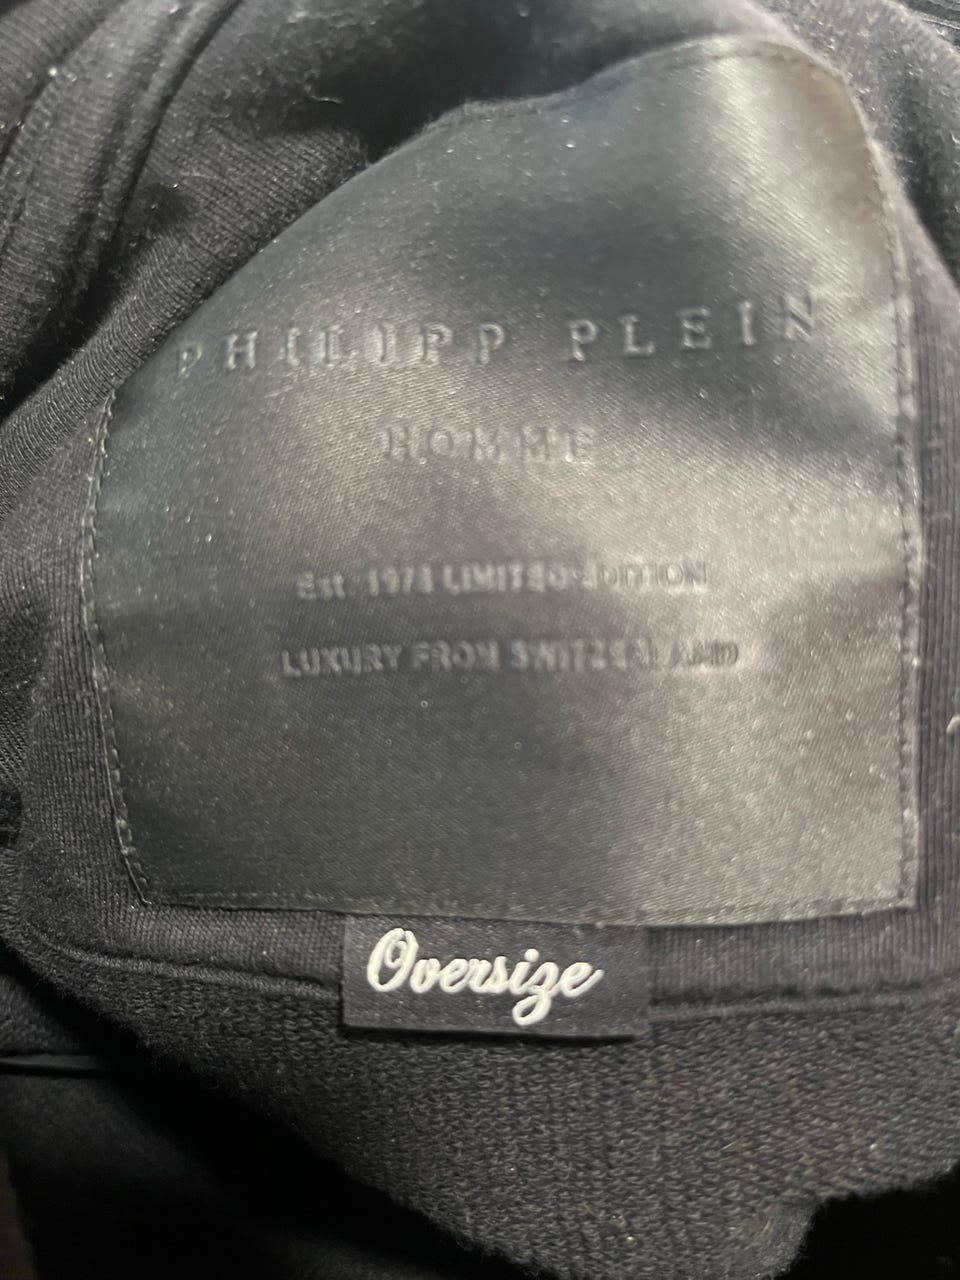 PHILIPP PLEIN
HOMME
Est. 1978 LIMITED EDITION
LUXURY FROM SWITZERLAND
Oversize